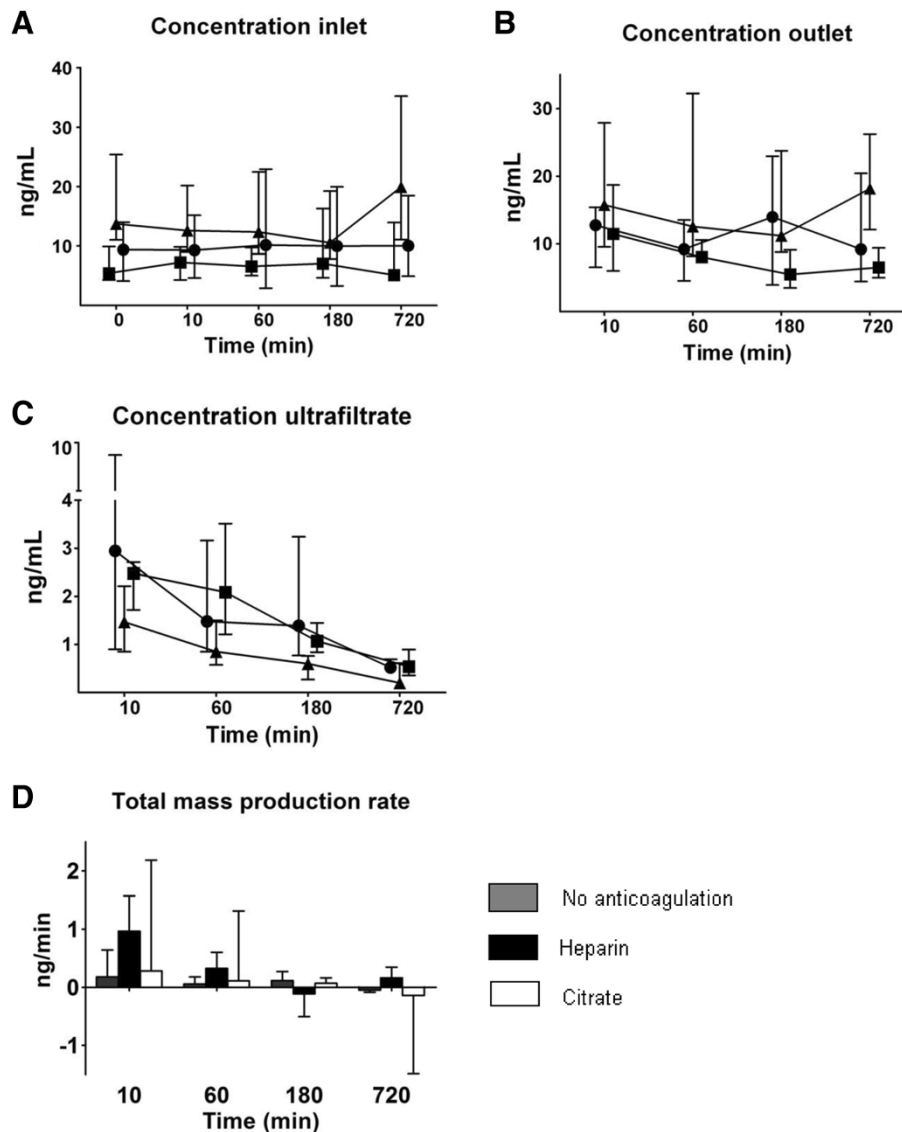 A
Concentration inlet
ng/mL
40
30
20
10
0 10 60 180 720
Time (min)
B
Concentration outlet
ng/mL
30
20
10
10 60 180 720
Time (min)
C
Concentration ultrafiltrate
ng/mL
10
4
3
2
1
10 60 180 720
Time (min)
D
Total mass production rate
ng/min
2
1
0
-1
10 60 180 720
Time (min)
No anticoagulation
Heparin
Citrate